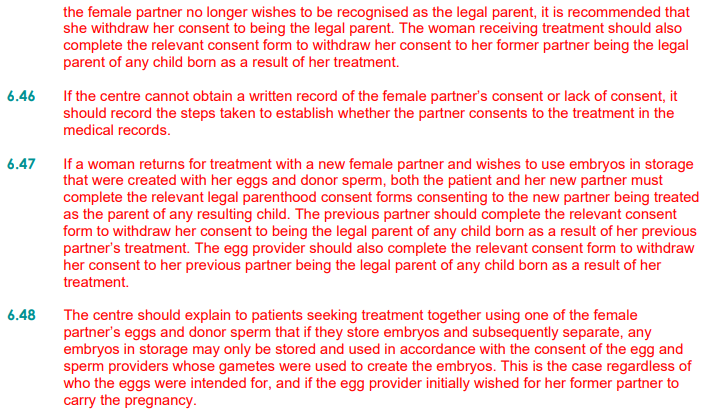 the female partner no longer wishes to be recognised as the legal parent, it is recommended that
she withdraw her consent to being the legal parent. The woman receiving treatment should also
complete the relevant consent form to withdraw her consent to her former partner being the legal
parent of any child born as a result of her treatment.
6.46 If the centre cannot obtain a written record of the female partner's consent or lack of consent, it
should record the steps taken to establish whether the partner consents to the treatment in the
medical records.
6.47 If a woman returns for treatment with a new female partner and wishes to use embryos in storage
that were created with her eggs and donor sperm, both the patient and her new partner must
complete the relevant legal parenthood consent forms consenting to the new partner being treated
as the parent of any resulting child. The previous partner should complete the relevant consent
form to withdraw her consent to being the legal parent of any child born as a result of her previous
partner's treatment. The egg provider should also complete the relevant consent form to withdraw
her consent to her previous partner being the legal parent of any child born as a result of her
treatment.
6.48 The centre should explain to patients seeking treatment together using one of the female
partner's eggs and donor sperm that if they store embryos and subsequently separate, any
embryos in storage may only be stored and used in accordance with the consent of the egg and
sperm providers whose gametes were used to create the embryos. This is the case regardless of
who the eggs were intended for, and if the egg provider initially wished for her former partner to
carry the pregnancy.